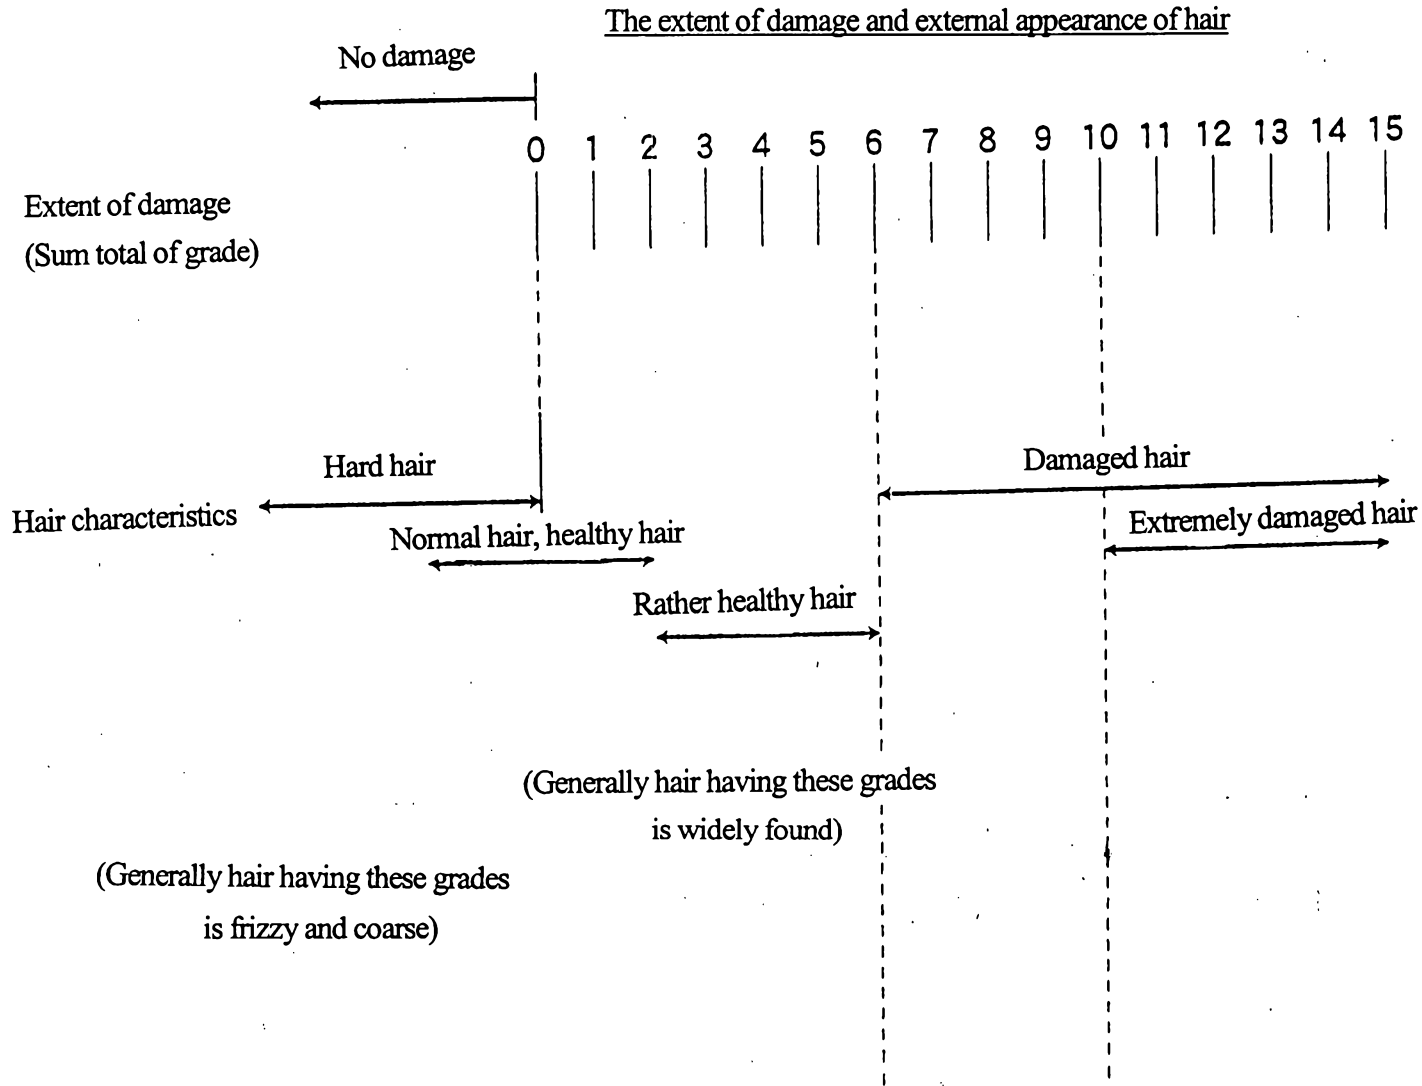 The extent of damage and external appearance of hair
No damage
0 1 2 3 4 5 6 7 8 9 10 11 12 13 14 15
Extent of damage
(Sum total of grade)
Hard hair
Damaged hair
Hair characteristics
Extremely damaged hair
Normal hair, healthy hair
Rather healthy hair
(Generally hair having these grades
is widely found)
(Generally hair having these grades
is frizzy and coarse)